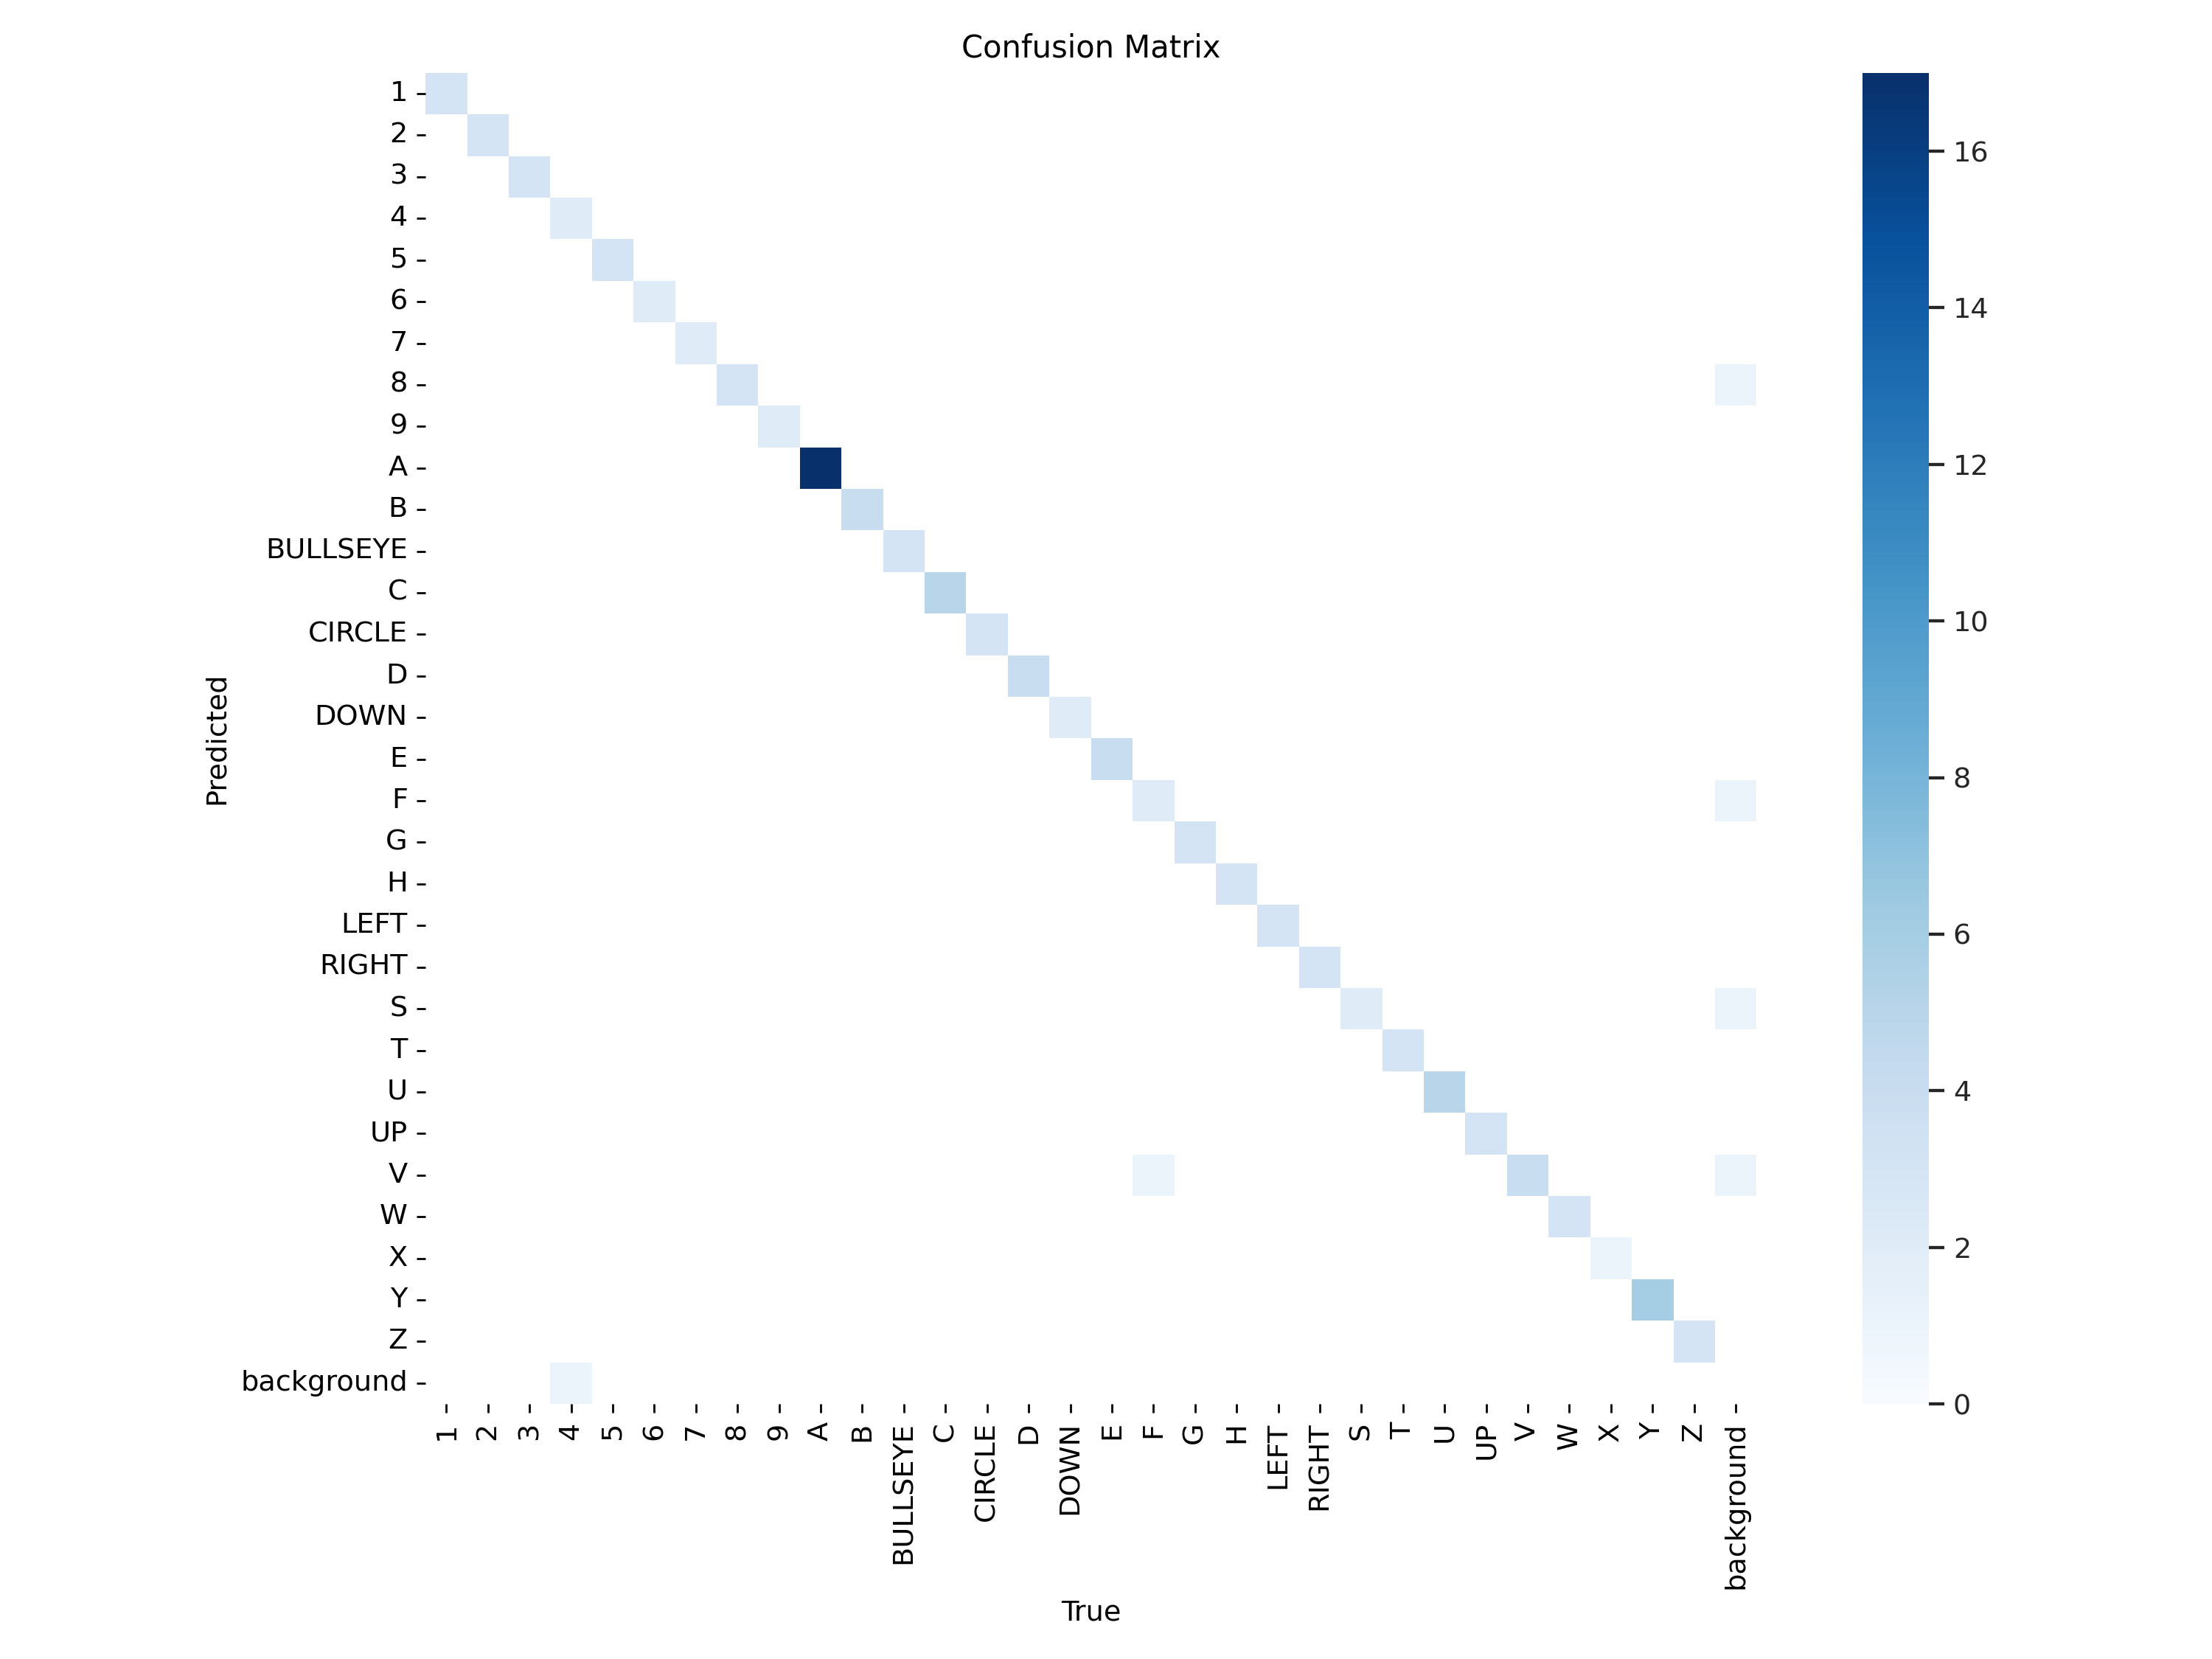 Confusion Matrix
1
2
3
4
5
6
7
8
9
A
B
BULLSEYE
C
CIRCLE
D
DOWN
E
F
G
H
LEFT
RIGHT
S
T
U
UP
V
W
X
Y
Z
background
Predicted
1 2 3 4 5 6 7 8 9 A B BULLSEYE C CIRCLE D DOWN E F G H LEFT RIGHT S T U UP V W X Y Z background
True
16
14
12
10
8
6
4
2
0